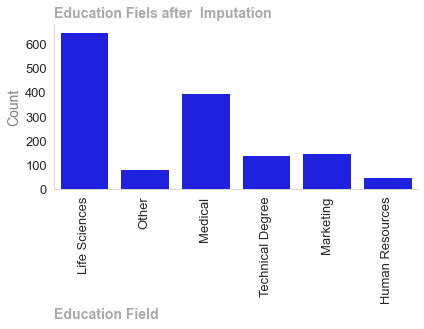 Education Fiels after  Imputation
Count
600
500
400
300
200
100
0
Life Sciences
Other
Medical
Technical Degree
Marketing
Human Resources
Education Field